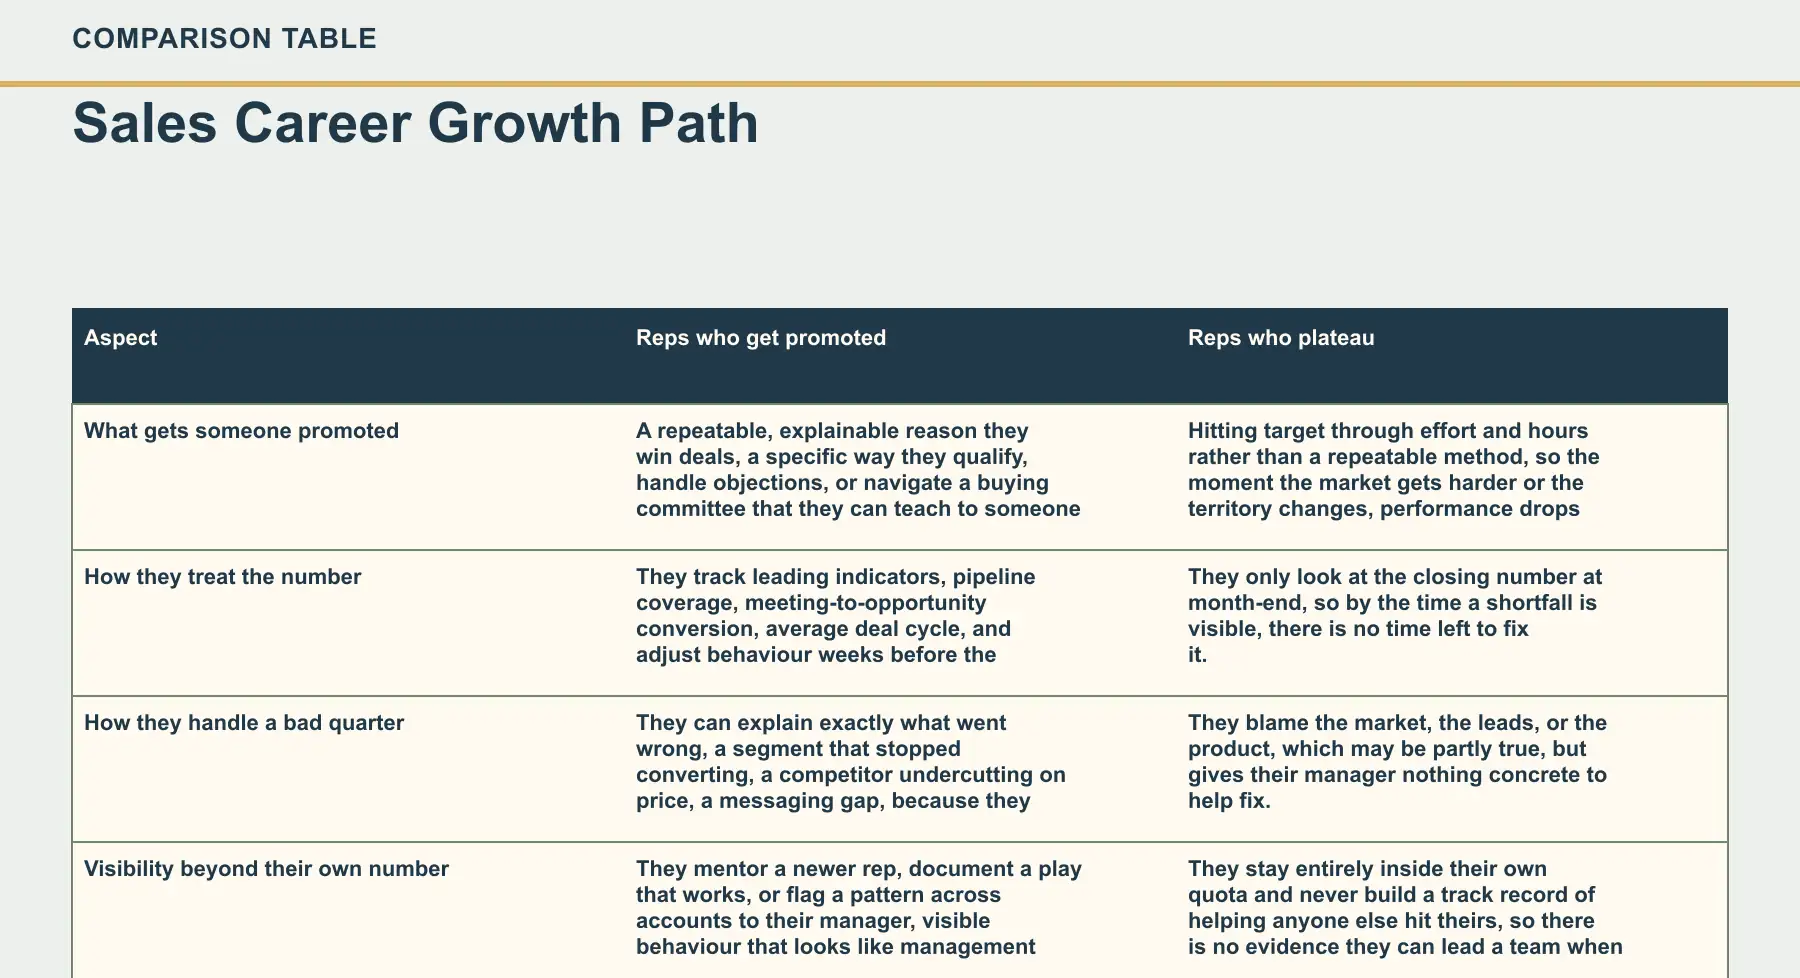 COMPARISON TABLE
Sales Career Growth Path
Aspect
Reps who get promoted
Reps who plateau
What gets someone promoted
A repeatable, explainable reason they
win deals, a specific way they qualify,
handle objections, or navigate a buying
committee that they can teach to someone
Hitting target through effort and hours
rather than a repeatable method, so the
moment the market gets harder or the
territory changes, performance drops
How they treat the number
They track leading indicators, pipeline
coverage, meeting-to-opportunity
conversion, average deal cycle, and
adjust behaviour weeks before the
They only look at the closing number at
month-end, so by the time a shortfall is
visible, there is no time left to fix
it.
How they handle a bad quarter
They can explain exactly what went
wrong, a segment that stopped
converting, a competitor undercutting on
price, a messaging gap, because they
They blame the market, the leads, or the
product, which may be partly true, but
gives their manager nothing concrete to
help fix.
Visibility beyond their own number
They mentor a newer rep, document a play
that works, or flag a pattern across
accounts to their manager, visible
behaviour that looks like management
They stay entirely inside their own
quota and never build a track record of
helping anyone else hit theirs, so there
is no evidence they can lead a team when